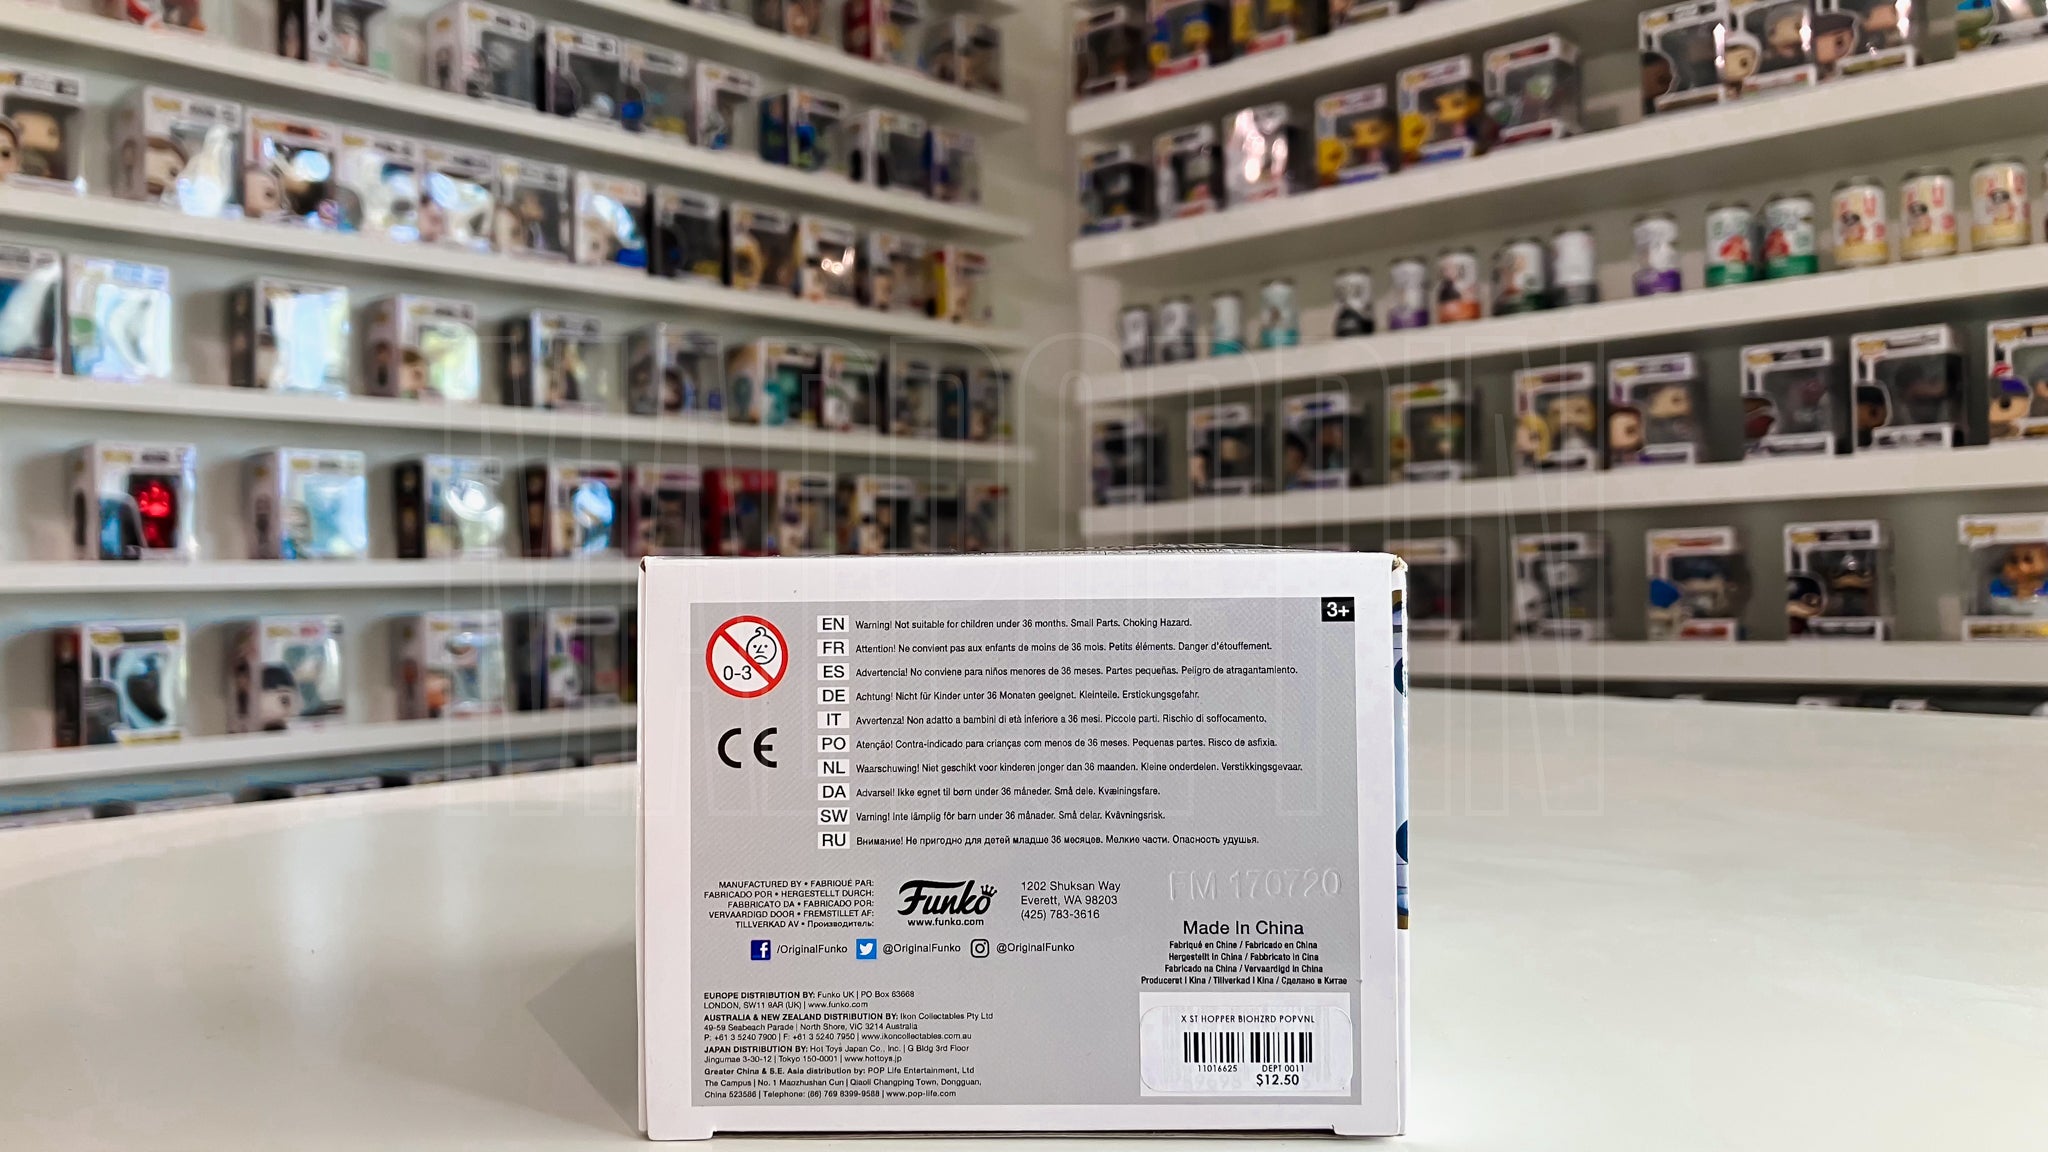 3+
0-3
CE
EN Warning! Not suitable for children under 36 months. Small Parts. Choking Hazard.
FR Attention! Ne convient pas aux enfants de moins de 36 mois. Petits éléments. Danger d'étouffement.
ES Advertencia! No conviene para niños menores de 36 meses. Partes pequeñas. Peligro de atragantamiento.
DE Achtung! Nicht für Kinder unter 36 Monaten geeignet. Kleinteile. Erstickungsgefahr.
IT Avvertenza! Non adatto a bambini di età inferiore a 36 mesi. Piccole parti. Rischio di soffocamento.
PO Atenção! Contra-indicado para crianças com menos de 36 meses. Pequenas partes. Risco de asfixia.
NL Waarschuwing! Niet geschikt voor kinderen jonger dan 36 maanden. Kleine onderdelen. Verstikkingsgevaar.
DA Advarsel! Ikke egnet til børn under 36 måneder. Små dele. Kvælningsfare.
SW Varning! Inte lämplig för barn under 36 månader. Små delar. Kvävningsrisk.
RU Внимание! Не пригодно для детей младше 36 месяцев. Мелкие части. Опасность удушья.
MANUFACTURED BY • FABRIQUÉ PAR:
FABRICADO POR • HERGESTELLT DURCH:
FABBRICATO DA • FABRICADO POR:
VERVAARDIGD DOOR • FREMSTILLET AF:
TILLVERKAD AV • Производитель:
Funko
www.funko.com
1202 Shuksan Way
Everett, WA 98203
(425) 783-3616
/OriginalFunko @OriginalFunko @OriginalFunko
FM 170720
Made In China
Fabriqué en Chine / Fabricado en China
Hergestellt in China / Fabbricato in Cina
Fabricado na China / Vervaardigd in China
Produceret i Kina / Tillverkad i Kina / Сделано в Китае
EUROPE DISTRIBUTION BY: Funko UK | PO Box 63668
LONDON, SW11 9AR (UK) | www.funko.com
AUSTRALIA & NEW ZEALAND DISTRIBUTION BY: Ikon Collectables Pty Ltd
49-59 Seabeach Parade | North Shore, VIC 3214 Australia
P: +61 3 5240 7900 | F: +61 3 5240 7950 | www.ikoncollectables.com.au
JAPAN DISTRIBUTION BY: Hot Toys Japan Co., Inc. | G Bldg 3rd Floor
Jingumae 3-30-12 | Tokyo 150-0001 | www.hottoys.jp
Greater China & S.E. Asia distribution by: POP Life Entertainment, Ltd
The Campus | No. 1 Maozhushan Cun | Qiaoli Changping Town, Dongguan,
China 523586 | Telephone: (86) 769 8399-9588 | www.pop-life.com
X ST HOPPER BIOHZRD POPVNL
11016625 DEPT 0011
$12.50